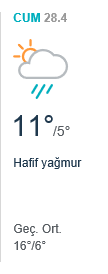 CUM 28.4
11°/5°
Hafif yağmur
Geç. Ort.
16°/6°